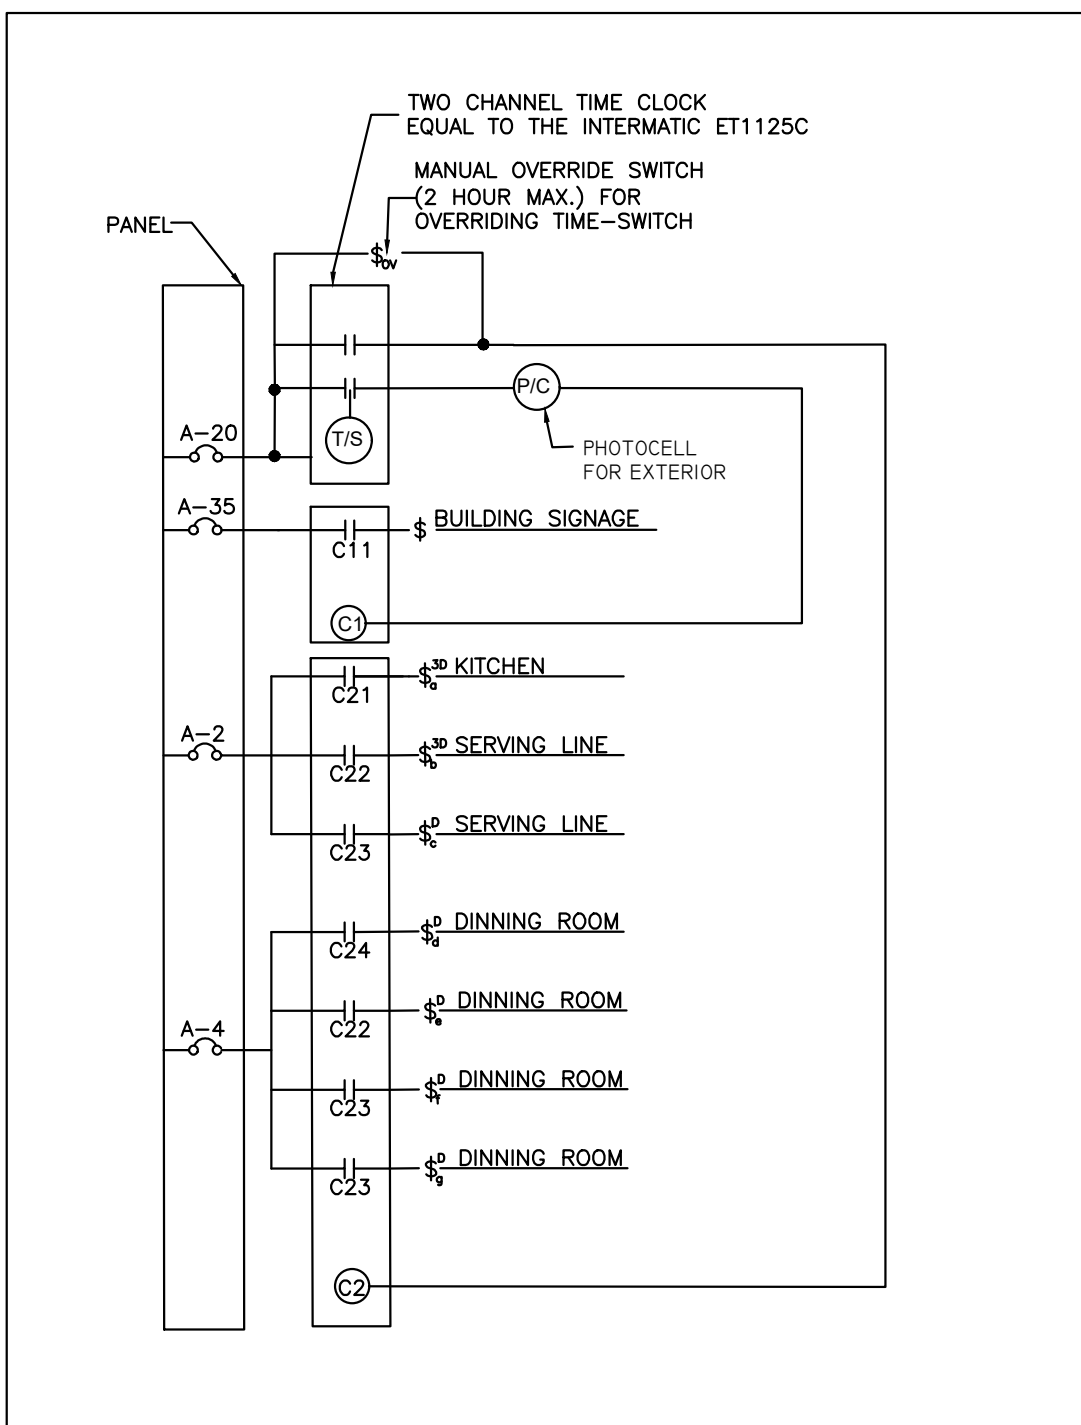 TWO CHANNEL TIME CLOCK
EQUAL TO THE INTERMATIC ET1125C
MANUAL OVERRIDE SWITCH
(2 HOUR MAX.) FOR
OVERRIDING TIME-SWITCH
PANEL
$OV
P/C
A-20
T/S
PHOTOCELL
FOR EXTERIOR
A-35
$ BUILDING SIGNAGE
C11
C1
$3D a KITCHEN
C21
A-2
$3D b SERVING LINE
C22
$D c SERVING LINE
C23
$D d DINNING ROOM
C24
$D e DINNING ROOM
A-4
C22
$D f DINNING ROOM
C23
$D g DINNING ROOM
C23
C2